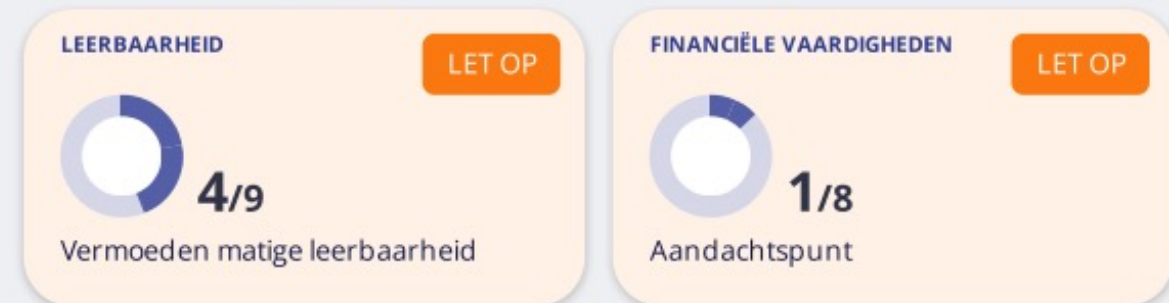 LEERBAARHEID
LET OP
4/9
Vermoeden matige leerbaarheid
FINANCIËLE VAARDIGHEDEN
LET OP
1/8
Aandachtspunt